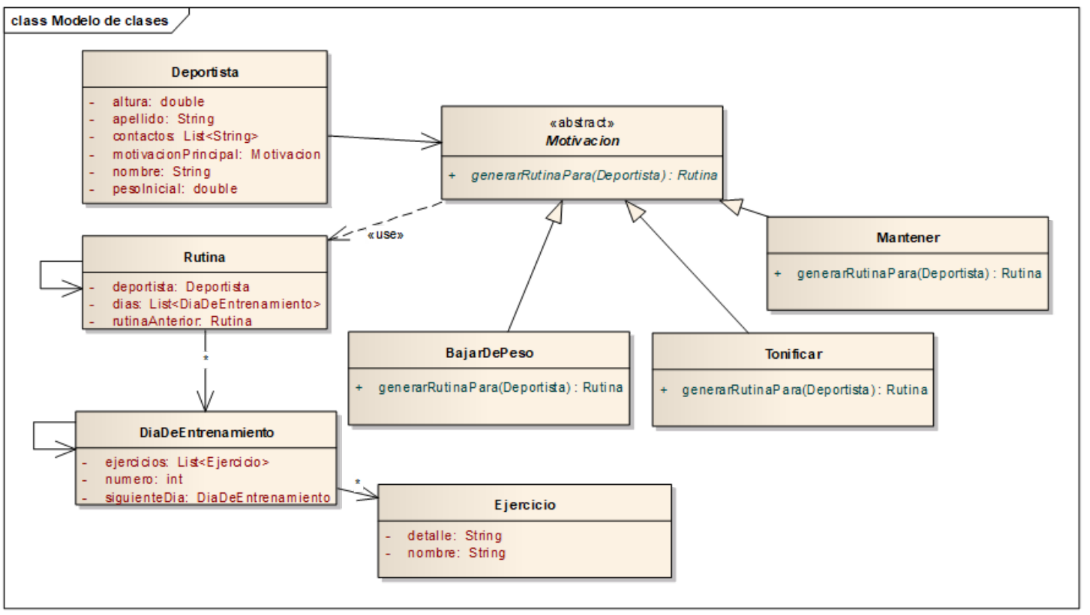 class Modelo de clases
Deportista
- altura: double
- apellido: String
- contactos: List<String>
- motivacionPrincipal: Motivacion
- nombre: String
- pesoInicial: double
«abstract»
Motivacion
+ generarRutinaPara(Deportista) : Rutina
«use»
Mantener
+ generarRutinaPara(Deportista) : Rutina
Rutina
- deportista: Deportista
- dias: List<DiaDeEntrenamiento>
- rutinaAnterior: Rutina
*
BajarDePeso
+ generarRutinaPara(Deportista) : Rutina
Tonificar
+ generarRutinaPara(Deportista) : Rutina
DiaDeEntrenamiento
- ejercicios: List<Ejercicio>
- numero: int
- siguienteDia: DiaDeEntrenamiento
*
Ejercicio
- detalle: String
- nombre: String